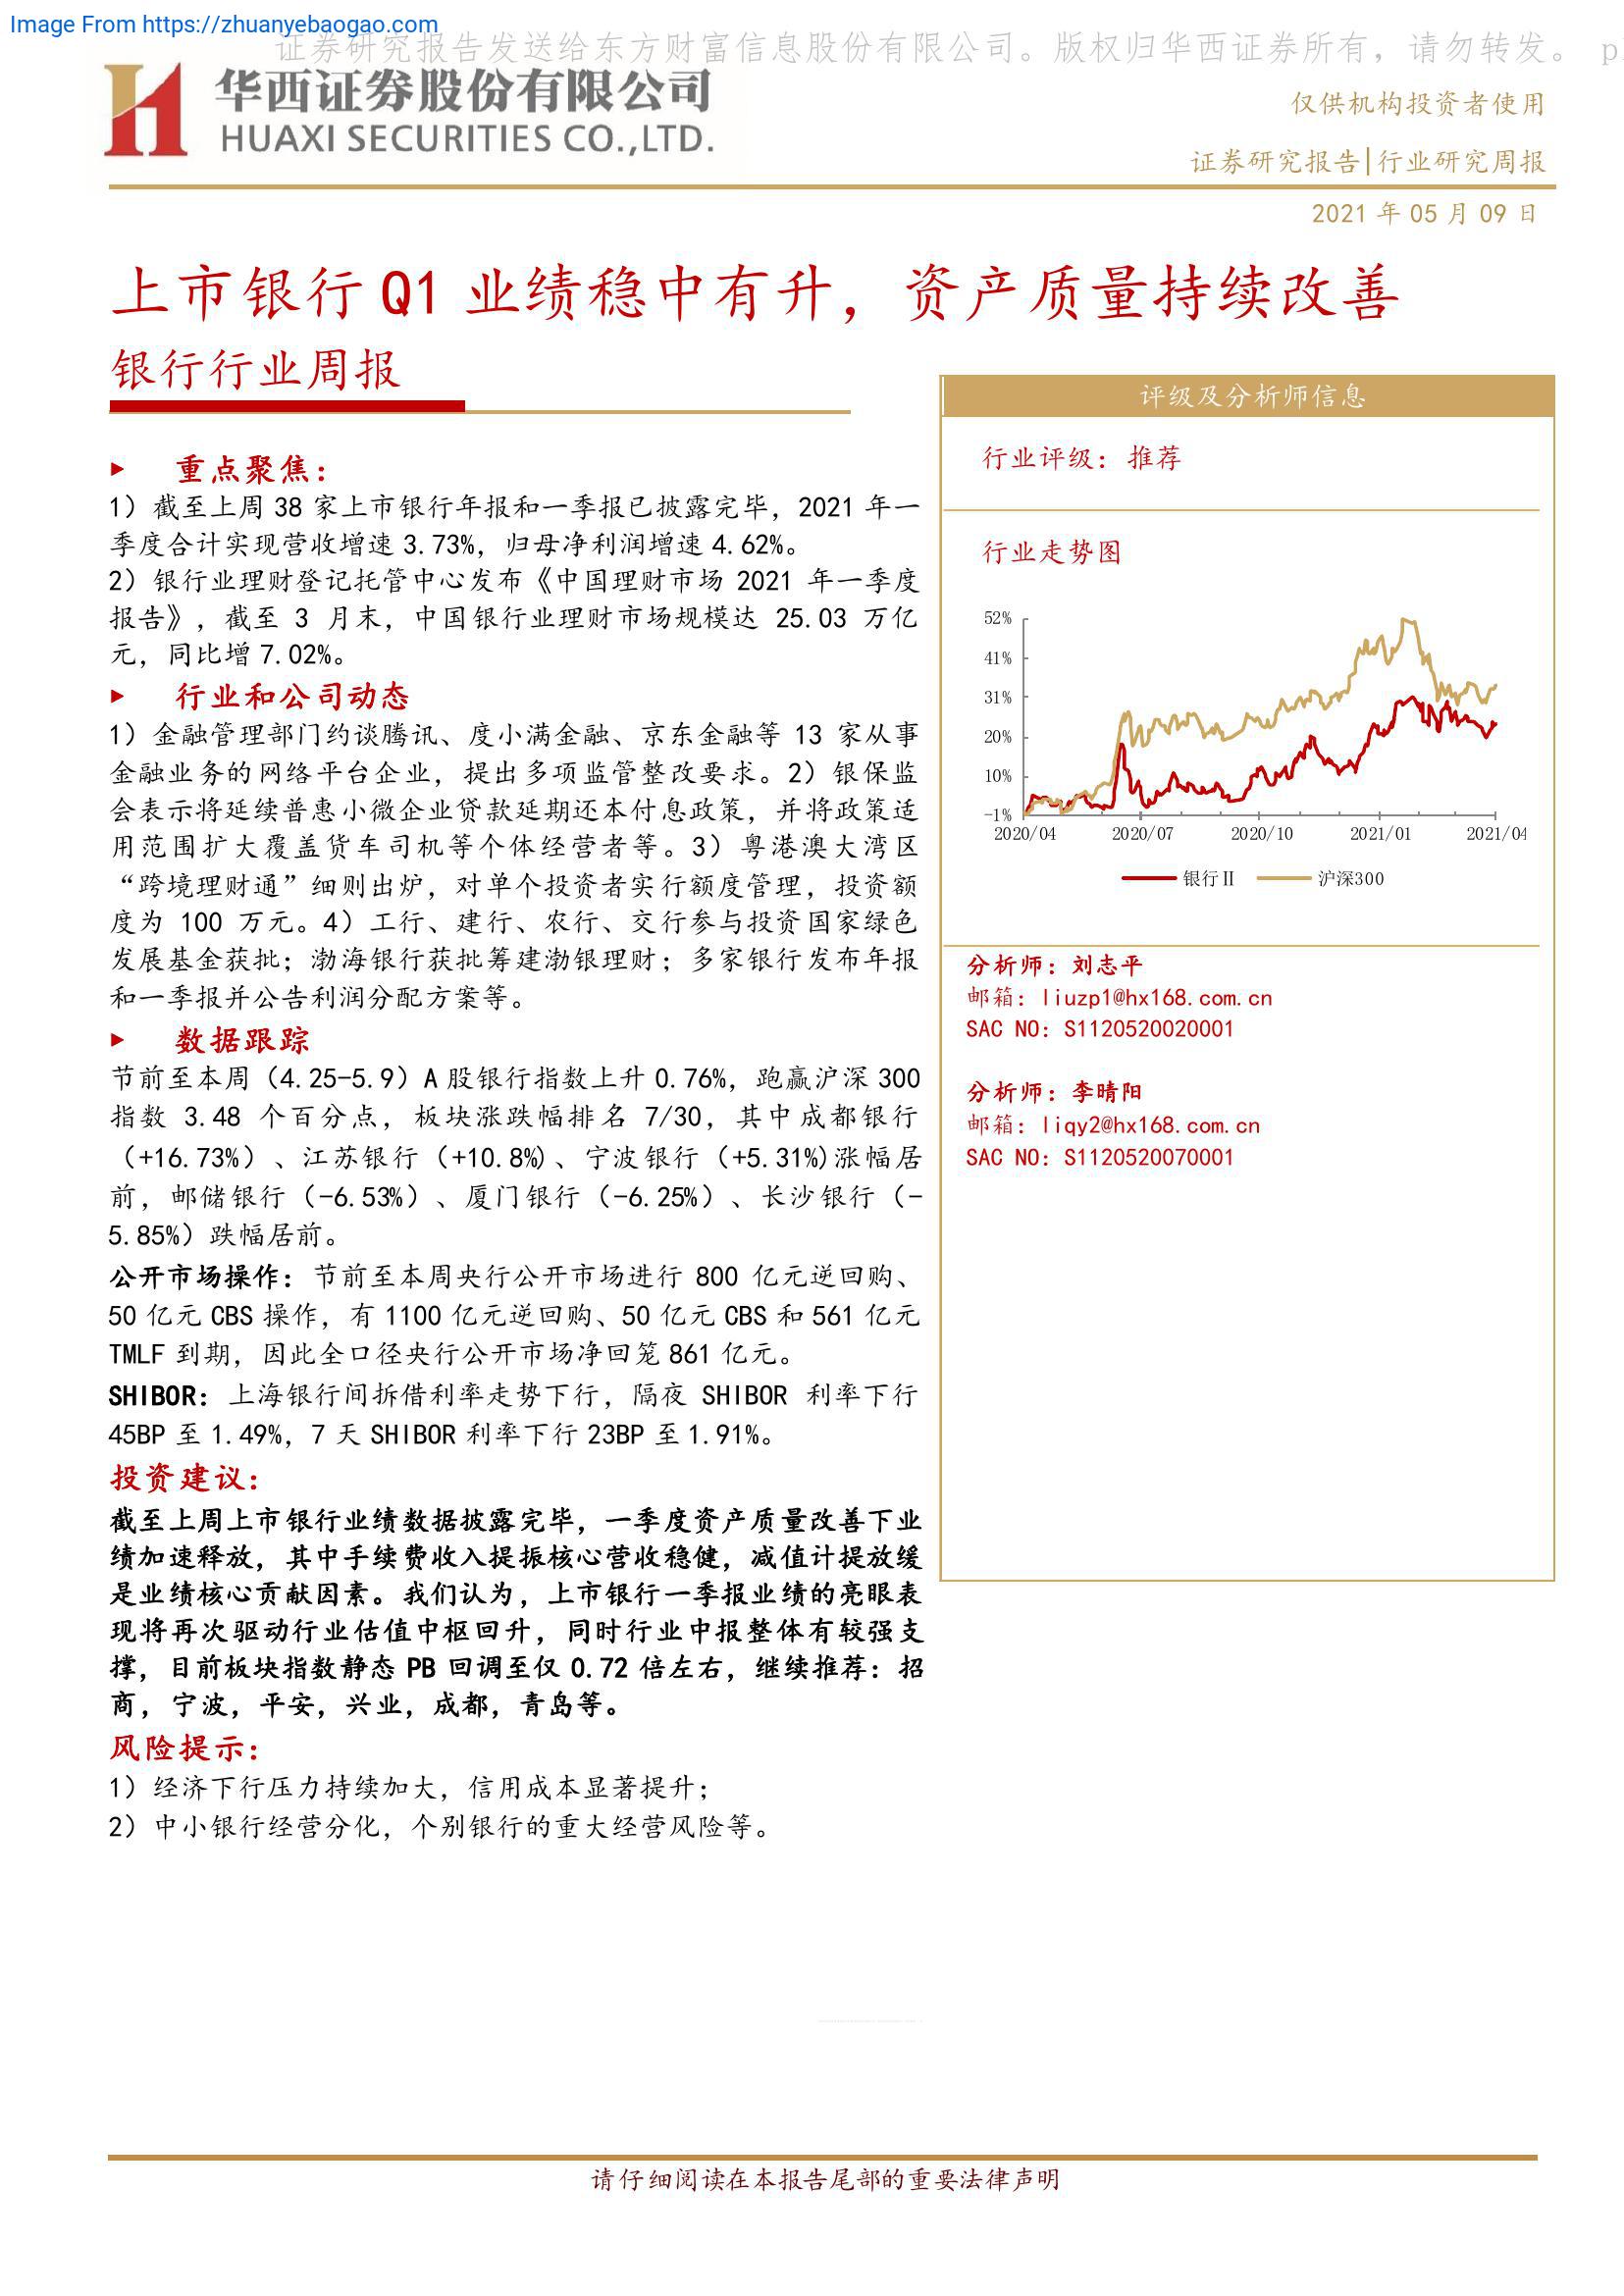 Image From https://zhuanyebaogao.com
证券研究报告发送给东方财富信息股份有限公司。版权归华西证券所有，请勿转发。 p
华西证券股份有限公司
HUAXI SECURITIES CO.,LTD.
仅供机构投资者使用
证券研究报告|行业研究周报
2021 年 05 月 09 日
上市银行 Q1 业绩稳中有升，资产质量持续改善
银行行业周报
重点聚焦：
1）截至上周 38 家上市银行年报和一季报已披露完毕，2021 年一
季度合计实现营收增速 3.73%，归母净利润增速 4.62%。
2）银行业理财登记托管中心发布《中国理财市场 2021 年一季度
报告》，截至 3 月末，中国银行业理财市场规模达 25.03 万亿
元，同比增 7.02%。
行业和公司动态
1）金融管理部门约谈腾讯、度小满金融、京东金融等 13 家从事
金融业务的网络平台企业，提出多项监管整改要求。2）银保监
会表示将延续普惠小微企业贷款延期还本付息政策，并将政策适
用范围扩大覆盖货车司机等个体经营者等。3）粤港澳大湾区
“跨境理财通”细则出炉，对单个投资者实行额度管理，投资额
度为 100 万元。4）工行、建行、农行、交行参与投资国家绿色
发展基金获批；渤海银行获批筹建渤银理财；多家银行发布年报
和一季报并公告利润分配方案等。
数据跟踪
节前至本周（4.25-5.9）A 股银行指数上升 0.76%，跑赢沪深 300
指数 3.48 个百分点，板块涨跌幅排名 7/30，其中成都银行
（+16.73%）、江苏银行（+10.8%)、宁波银行（+5.31%)涨幅居
前，邮储银行（-6.53%）、厦门银行（-6.25%）、长沙银行（-
5.85%）跌幅居前。
公开市场操作：节前至本周央行公开市场进行 800 亿元逆回购、
50 亿元 CBS 操作，有 1100 亿元逆回购、50 亿元 CBS 和 561 亿元
TMLF 到期，因此全口径央行公开市场净回笼 861 亿元。
SHIBOR：上海银行间拆借利率走势下行，隔夜 SHIBOR 利率下行
45BP 至 1.49%，7 天 SHIBOR 利率下行 23BP 至 1.91%。
投资建议：
截至上周上市银行业绩数据披露完毕，一季度资产质量改善下业
绩加速释放，其中手续费收入提振核心营收稳健，减值计提放缓
是业绩核心贡献因素。我们认为，上市银行一季报业绩的亮眼表
现将再次驱动行业估值中枢回升，同时行业中报整体有较强支
撑，目前板块指数静态 PB 回调至仅 0.72 倍左右，继续推荐：招
商，宁波，平安，兴业，成都，青岛等。
风险提示：
1）经济下行压力持续加大，信用成本显著提升；
2）中小银行经营分化，个别银行的重大经营风险等。
评级及分析师信息
行业评级：推荐
行业走势图
52%
41%
31%
20%
10%
-1%
2020/04 2020/07 2020/10 2021/01 2021/04
银行Ⅱ 沪深300
分析师：刘志平
邮箱：liuzp1@hx168.com.cn
SAC NO：S1120520020001
分析师：李晴阳
邮箱：liqy2@hx168.com.cn
SAC NO：S1120520070001
请仔细阅读在本报告尾部的重要法律声明